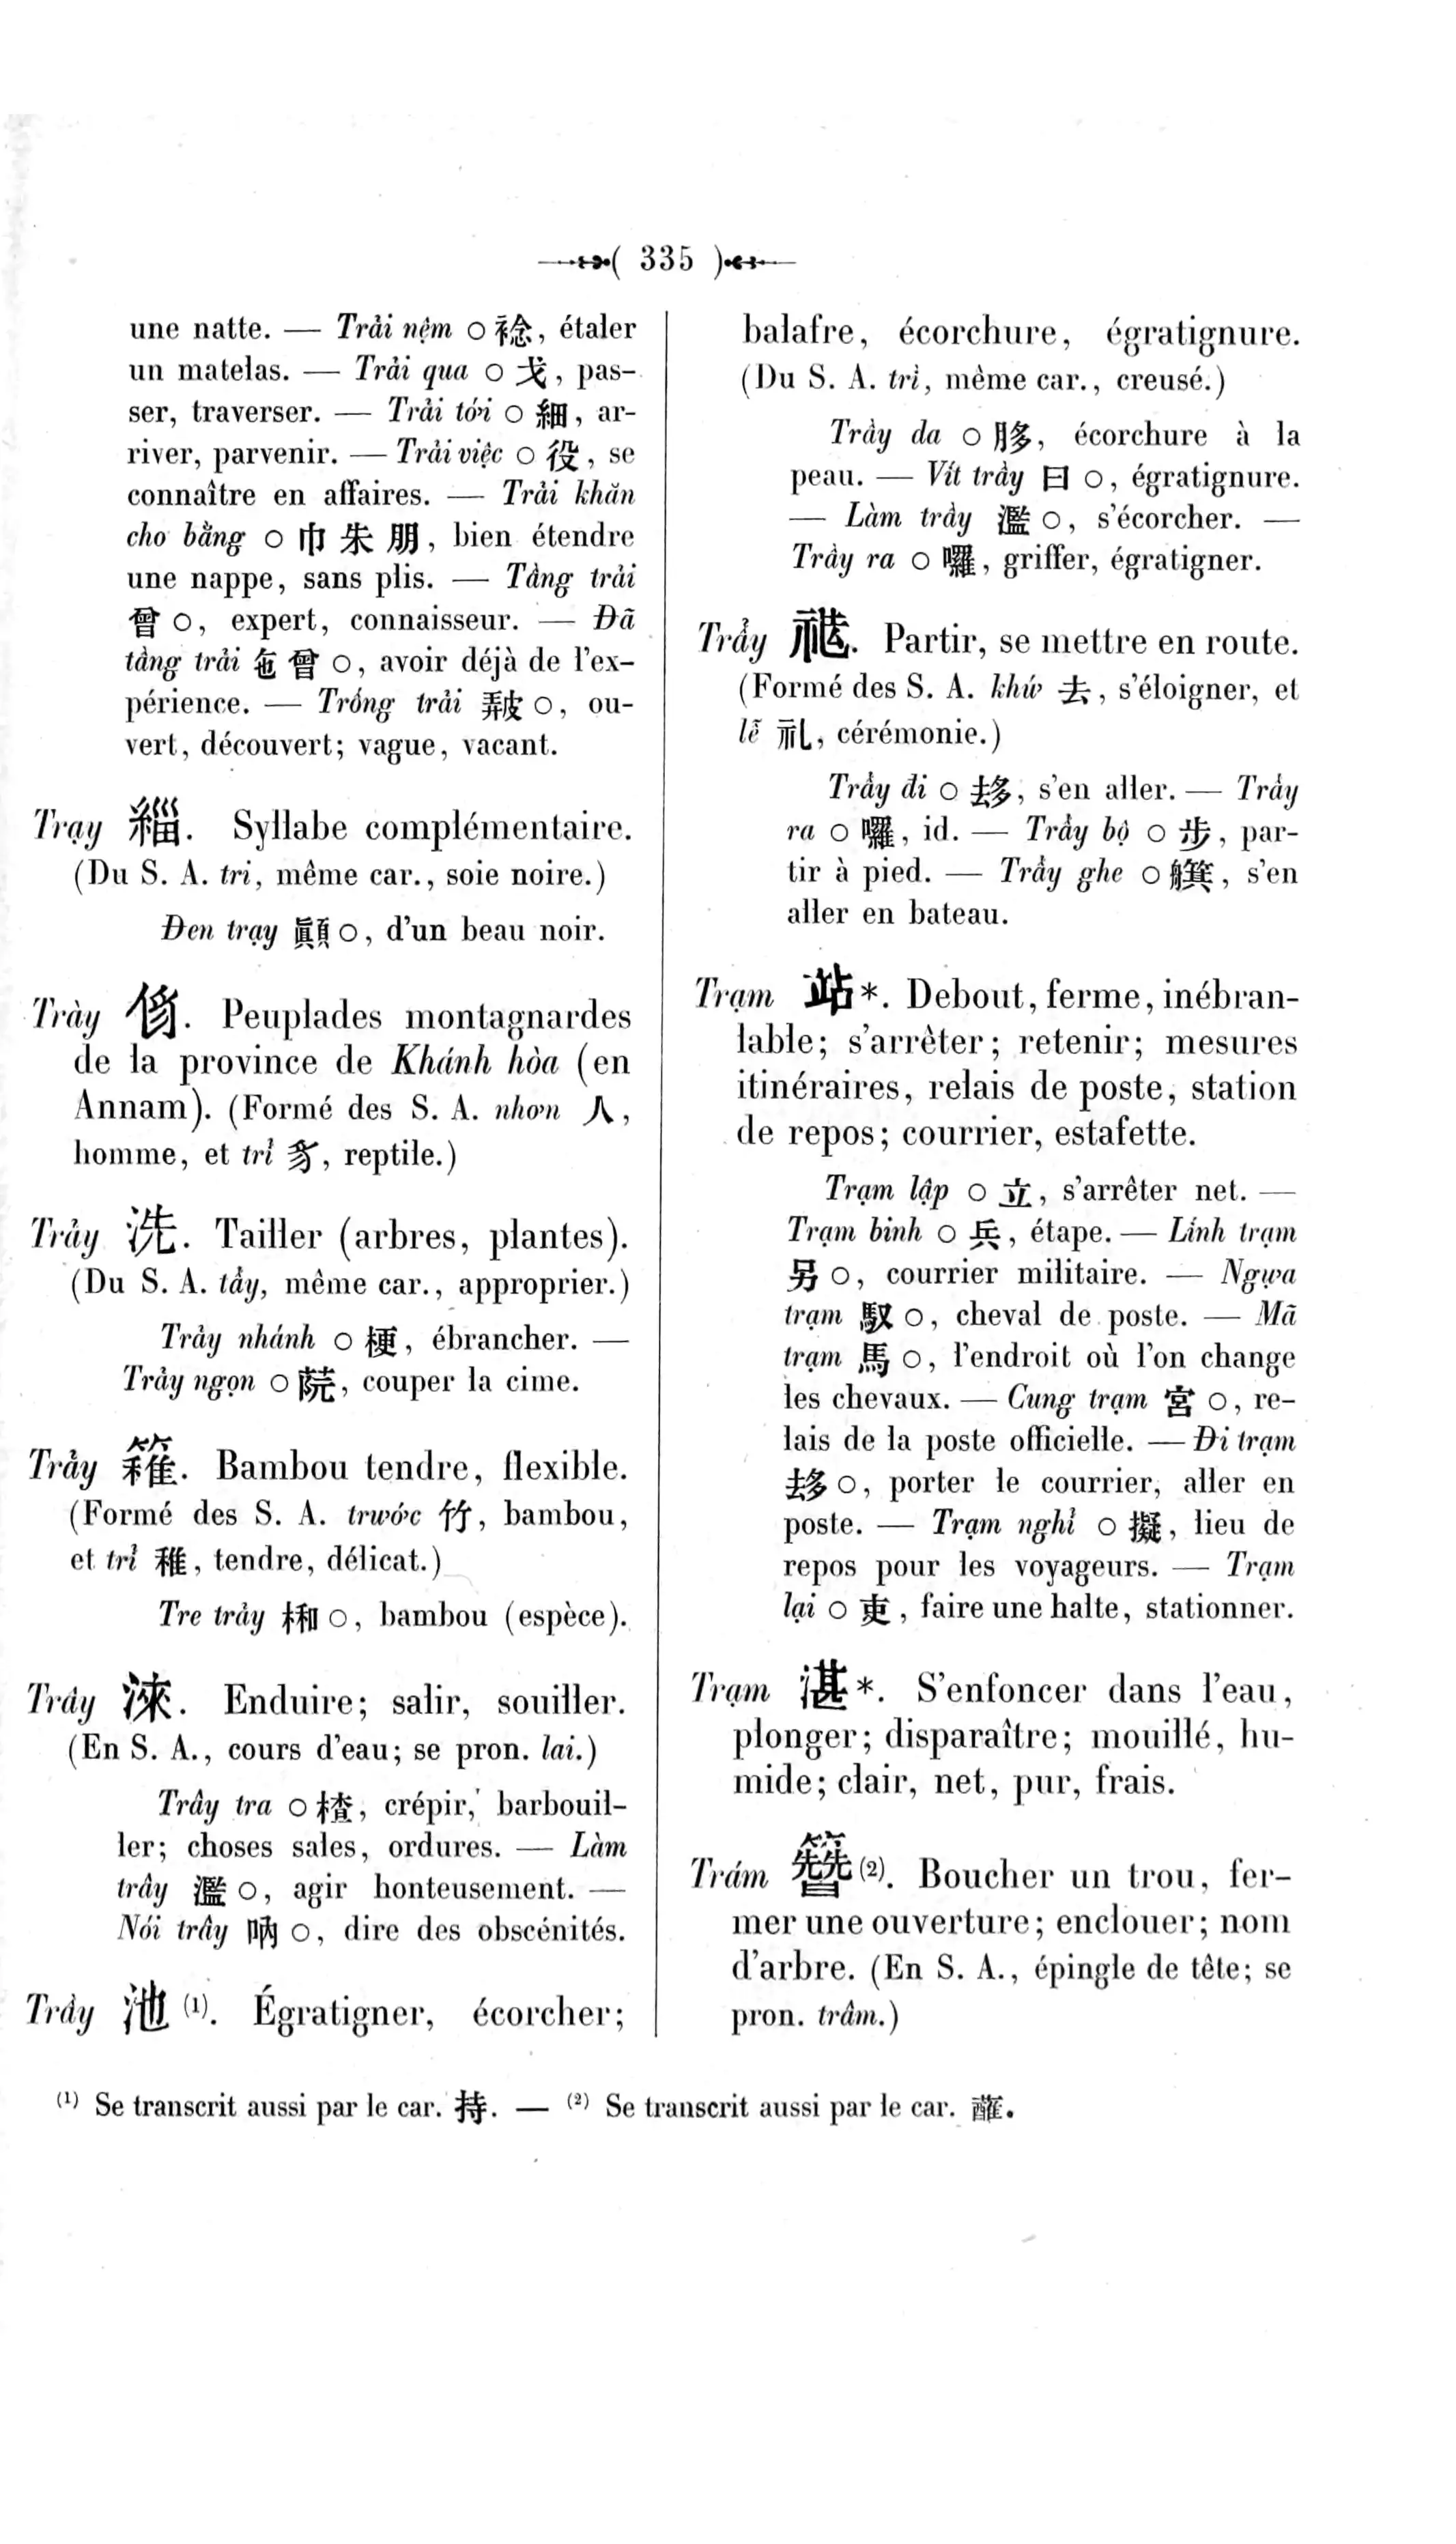 ( 335 )
une natte. — Trải nệm ○ 稔, étaler
un matelas. — Trải qua ○ 戈, pas-
ser, traverser. — Trải tới ○ 細, ar-
river, parvenir. — Trải việc ○ 役, se
connaître en affaires. — Trải khăn
cho bằng ○ 巾 朱 朋, bien étendre
une nappe, sans plis. — Tầng trải
曾 ○, expert, connaisseur. — Đã
tầng trải 㐌 曾 ○, avoir déjà de l'ex-
périence. — Trống trải ○, ou-
vert, découvert; vague, vacant.
Trạy 緇. Syllabe complémentaire.
(Du S. A. tri, même car., soie noire.)
Đen trạy 顚 ○, d'un beau noir.
Trảy. Peuplades montagnardes
de la province de Khánh hòa (en
Annam). (Formé des S. A. nhơn 人,
homme, et trỉ 豸, reptile.)
Trảy 洗. Tailler (arbres, plantes).
(Du S. A. tẩy, même car., approprier.)
Trảy nhánh ○ 梗, ébrancher. —
Trảy ngọn ○, couper la cime.
Trảy. Bambou tendre, flexible.
(Formé des S. A. trước 竹, bambou,
et trỉ 稚, tendre, délicat.)
Tre trảy ○, bambou (espèce).
Trây 淶. Enduire; salir, souiller.
(En S. A., cours d'eau; se pron. lai.)
Trây tra ○ 楂, crépir, barbouil-
ler; choses sales, ordures. — Làm
trây 濫 ○, agir honteusement. —
Nói trây 吶 ○, dire des obscénités.
Trầy 池 (1). Égratigner, écorcher;
balafre, écorchure, égratignure.
(Du S. A. trì, même car., creusé.)
Trầy da ○, écorchure à la
peau. — Vít trầy 曰 ○, égratignure.
— Làm trầy 濫 ○, s'écorcher. —
Trầy ra ○ 囉, griffer, égratigner.
Trẩy. Partir, se mettre en route.
(Formé des S. A. khứ 去, s'éloigner, et
lễ 礼, cérémonie.)
Trẩy đi ○ 𠫾, s'en aller. — Trẩy
ra ○ 囉, id. — Trẩy bộ ○ 步, par-
tir à pied. — Trẩy ghe ○, s'en
aller en bateau.
Trạm 站*. Debout, ferme, inébran-
lable; s'arrêter; retenir; mesures
itinéraires, relais de poste, station
de repos; courrier, estafette.
Trạm lập ○ 立, s'arrêter net. —
Trạm binh ○ 兵, étape. — Lính trạm
另 ○, courrier militaire. — Ngựa
trạm 馭 ○, cheval de poste. — Mã
trạm 馬 ○, l'endroit où l'on change
les chevaux. — Cung trạm 宮 ○, re-
lais de la poste officielle. — Đi trạm
𠫾 ○, porter le courrier, aller en
poste. — Trạm nghỉ ○ 擬, lieu de
repos pour les voyageurs. — Trạm
lại ○ 吏, faire une halte, stationner.
Trạm 湛*. S'enfoncer dans l'eau,
plonger; disparaître; mouillé, hu-
mide; clair, net, pur, frais.
Trám 簪 (2). Boucher un trou, fer-
mer une ouverture; enclouer; nom
d'arbre. (En S. A., épingle de tête; se
pron. trâm.)
(1) Se transcrit aussi par le car. 持. — (2) Se transcrit aussi par le car.